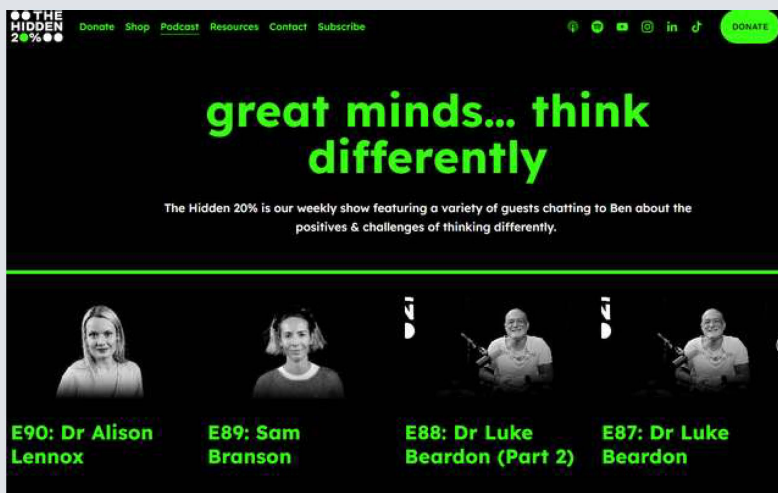 THE
HIDDEN
20%
Donate Shop Podcast Resources Contact Subscribe
DONATE
great minds... think
differently
The Hidden 20% is our weekly show featuring a variety of guests chatting to Ben about the
positives & challenges of thinking differently.
E90: Dr Alison
Lennox
E89: Sam
Branson
E88: Dr Luke
Beardon (Part 2)
E87: Dr Luke
Beardon